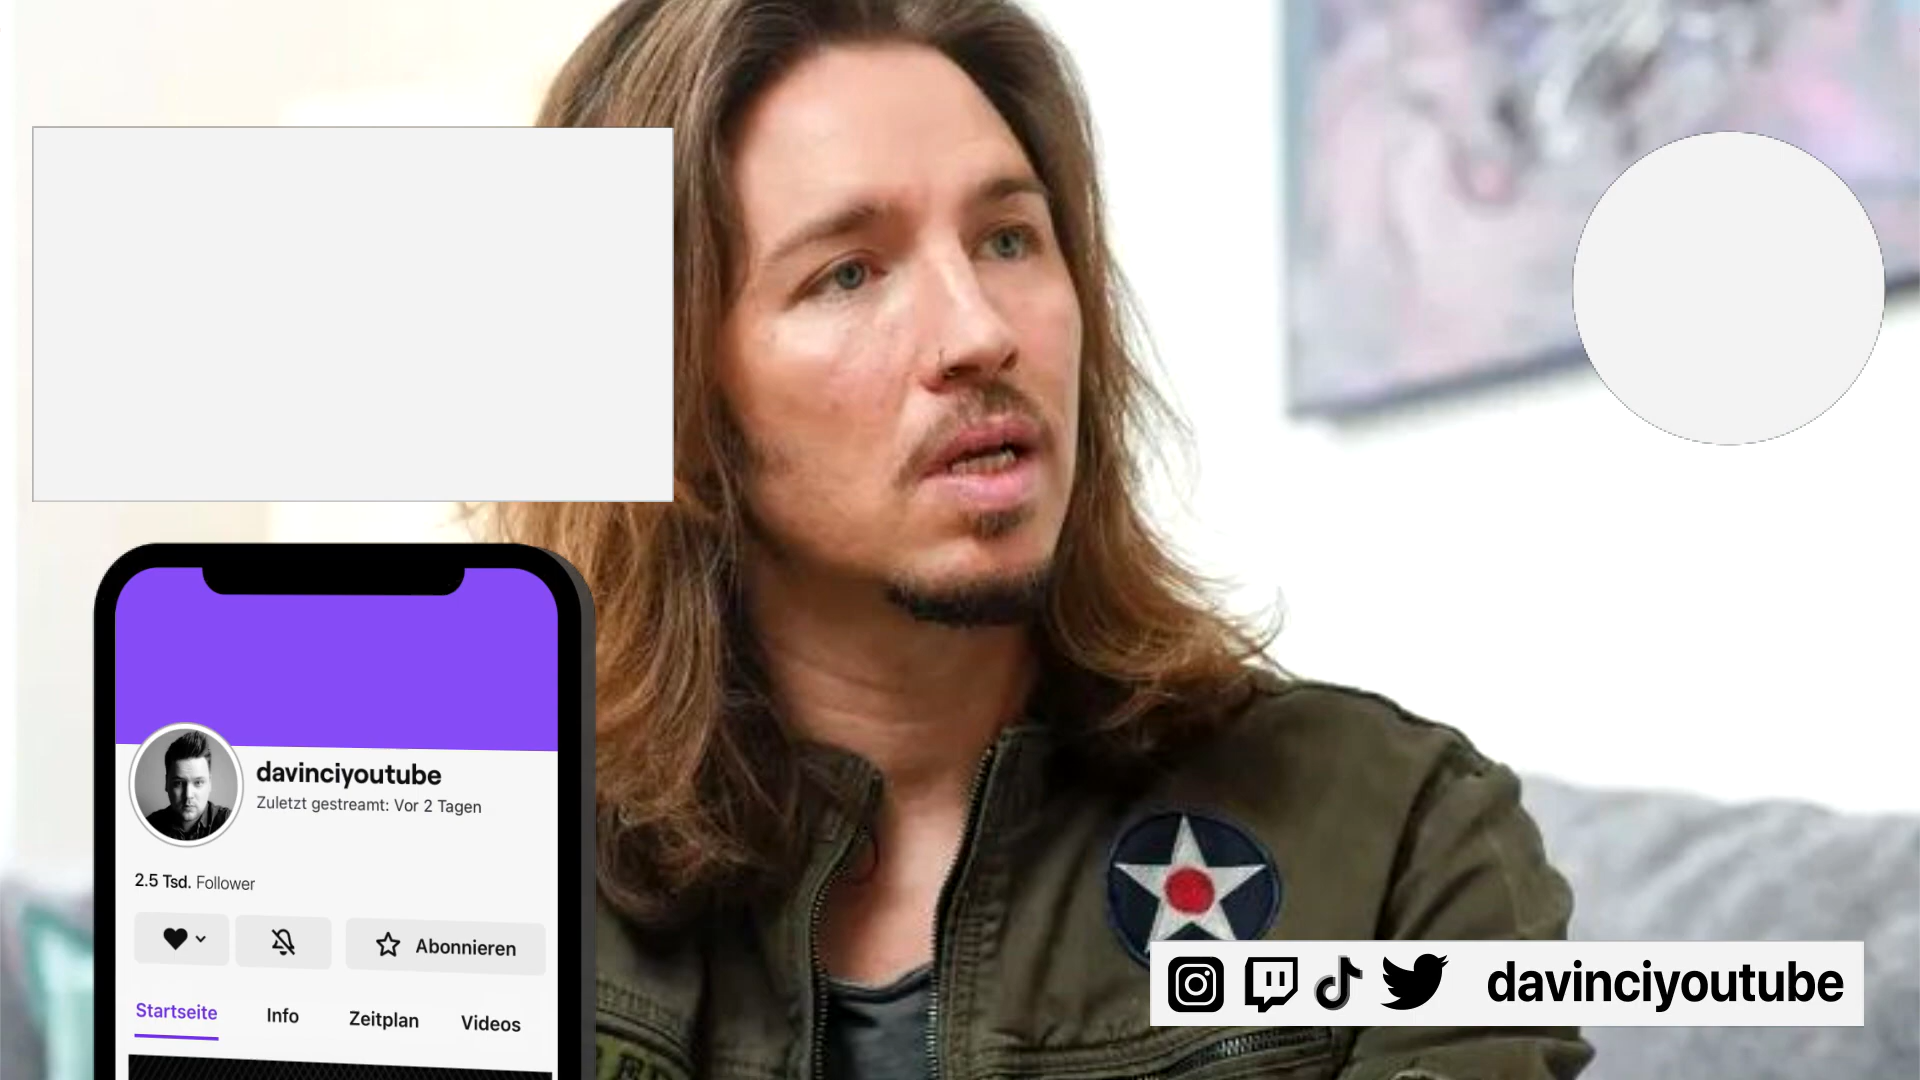 davinciyoutube
Zuletzt gestreamt: Vor 2 Tagen
2.5 Tsd. Follower
Abonnieren
Startseite Info Zeitplan Videos
davinciyoutube